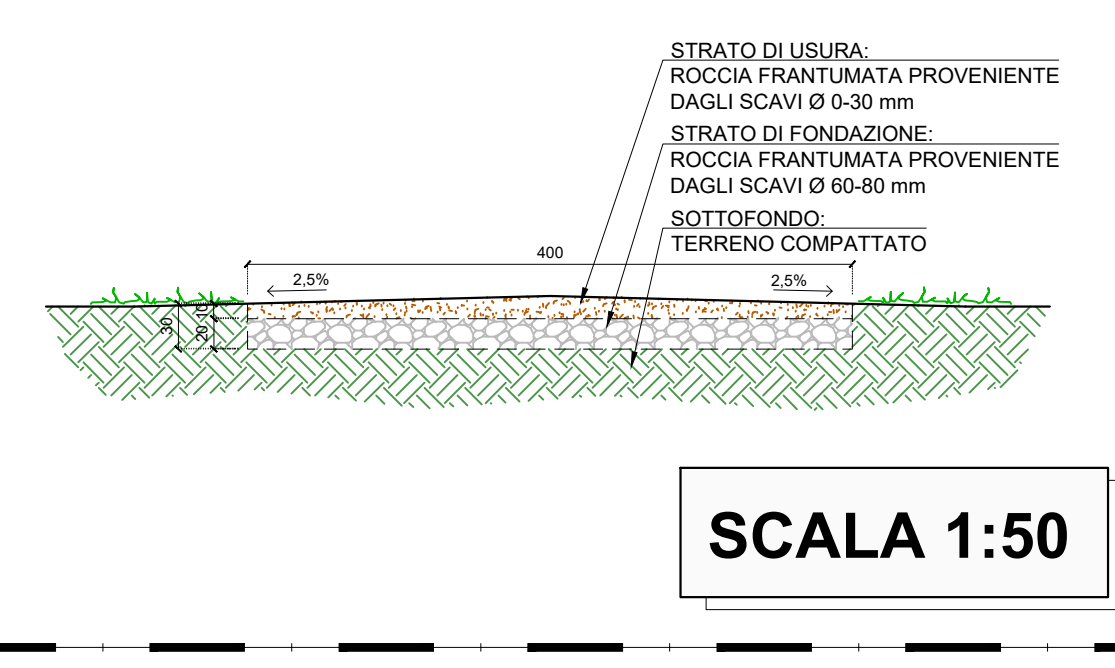 STRATO DI USURA:
ROCCIA FRANTUMATA PROVENIENTE
DAGLI SCAVI Ø 0-30 mm
STRATO DI FONDAZIONE:
ROCCIA FRANTUMATA PROVENIENTE
DAGLI SCAVI Ø 60-80 mm
SOTTOFONDO:
TERRENO COMPATTATO
400
2,5%
2,5%
10
30
20
SCALA 1:50